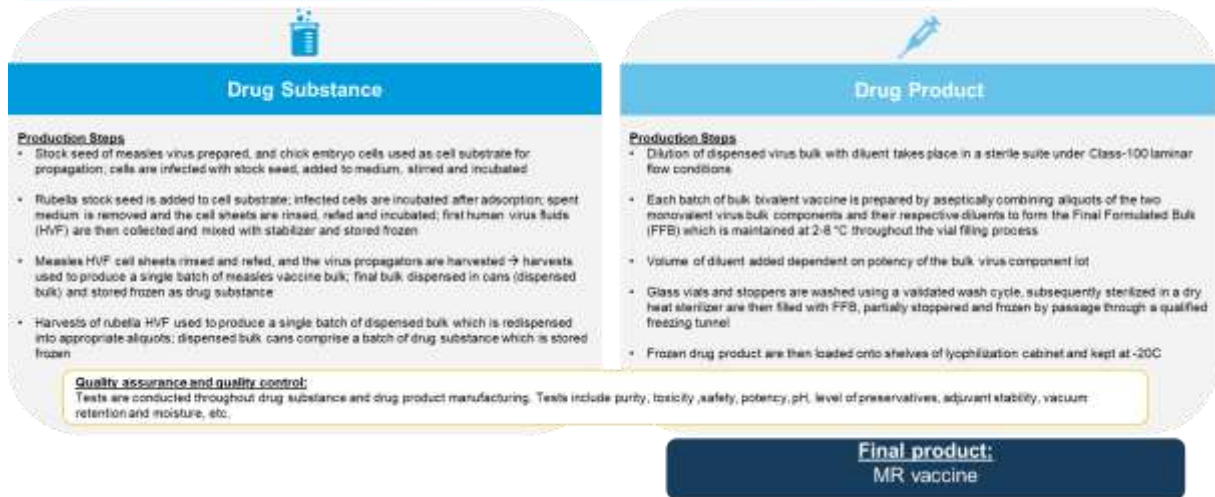 Drug Substance
Production Steps
• Stock seed of measles virus prepared, and chick embryo cells used as cell substrate for
propagation; cells are infected with stock seed, added to medium, stirred and incubated
• Rubella stock seed is added to cell substrate; infected cells are incubated after adsorption; spent
medium is removed and the cell sheets are rinsed, refed and incubated; first human virus fluids
(HVF) are then collected and mixed with stabilizer and stored frozen
• Measles HVF cell sheets rinsed and refed, and the virus propagators are harvested → harvests
used to produce a single batch of measles vaccine bulk; final bulk dispensed in cans (dispensed
bulk) and stored frozen as drug substance
• Harvests of rubella HVF used to produce a single batch of dispensed bulk which is redispensed
into appropriate aliquots; dispensed bulk cans comprise a batch of drug substance which is stored
frozen
Drug Product
Production Steps
• Dilution of dispensed virus bulk with diluent takes place in a sterile suite under Class-100 laminar
flow conditions
• Each batch of bulk bivalent vaccine is prepared by aseptically combining aliquots of the two
monovalent virus bulk components and their respective diluents to form the Final Formulated Bulk
(FFB) which is maintained at 2-8 °C throughout the vial filling process
• Volume of diluent added dependent on potency of the bulk virus component lot
• Glass vials and stoppers are washed using a validated wash cycle, subsequently sterilized in a dry
heat sterilizer are then filled with FFB, partially stoppered and frozen by passage through a qualified
freezing tunnel
• Frozen drug product are then loaded onto shelves of lyophilization cabinet and kept at -20C
Quality assurance and quality control:
Tests are conducted throughout drug substance and drug product manufacturing. Tests include purity, toxicity ,safety, potency, pH, level of preservatives, adjuvant stability, vacuum
retention and moisture, etc.
Final product:
MR vaccine